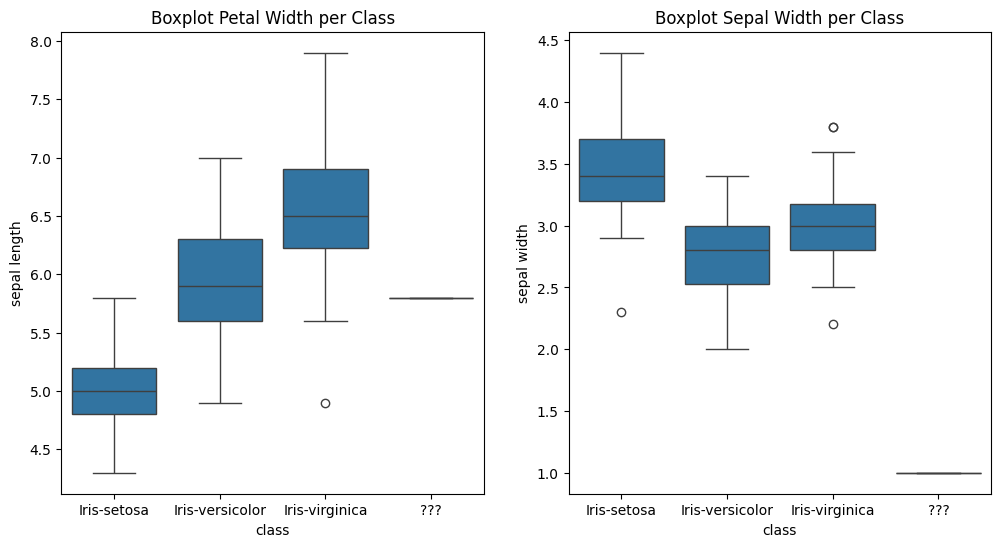 Boxplot Petal Width per Class
8.0
7.5
7.0
6.5
6.0
5.5
5.0
4.5
sepal length
Iris-setosa Iris-versicolor Iris-virginica ???
class
Boxplot Sepal Width per Class
4.5
4.0
3.5
3.0
2.5
2.0
1.5
1.0
sepal width
Iris-setosa Iris-versicolor Iris-virginica ???
class